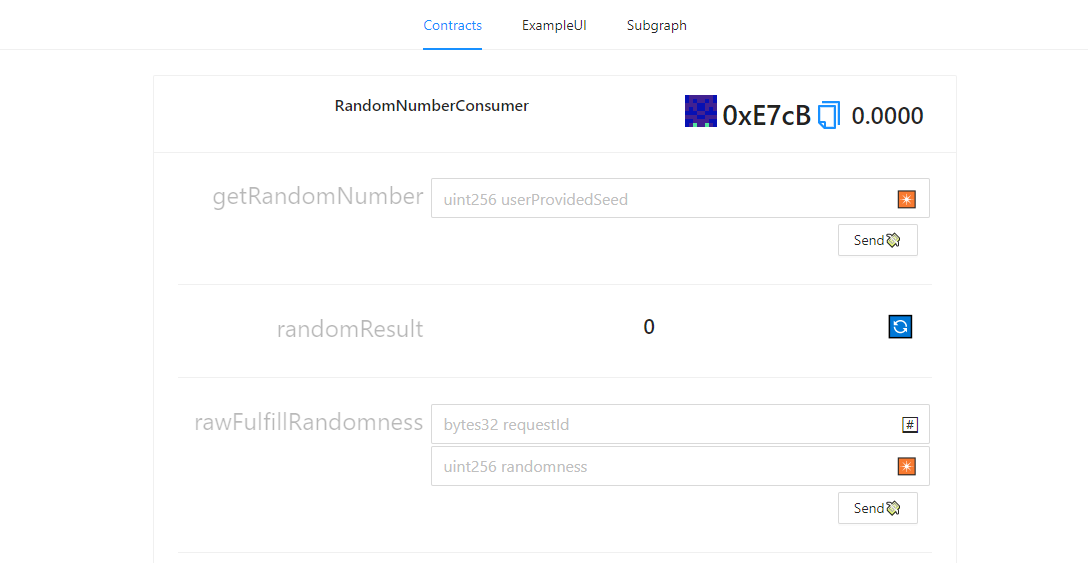 Contracts ExampleUI Subgraph
RandomNumberConsumer
0xE7cB 0.0000
getRandomNumber
uint256 userProvidedSeed
Send
randomResult 0
rawFulfillRandomness
bytes32 requestId #
uint256 randomness
Send